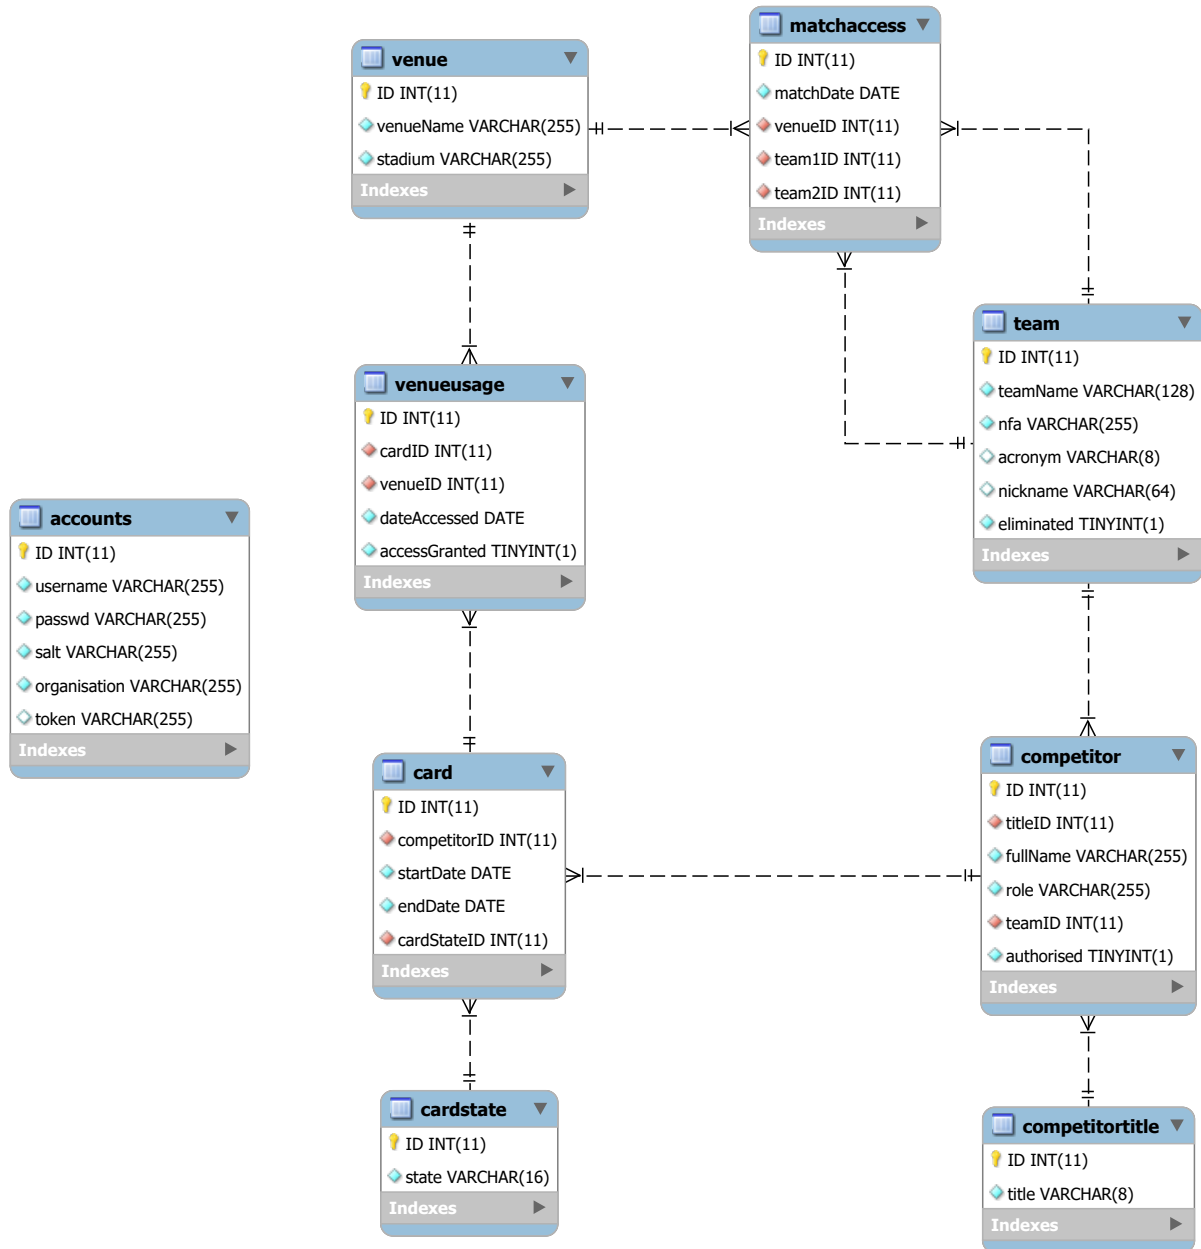 matchaccess
ID INT(11)
matchDate DATE
venueID INT(11)
team1ID INT(11)
team2ID INT(11)
Indexes
venue
ID INT(11)
venueName VARCHAR(255)
stadium VARCHAR(255)
Indexes
team
ID INT(11)
teamName VARCHAR(128)
nfa VARCHAR(255)
acronym VARCHAR(8)
nickname VARCHAR(64)
eliminated TINYINT(1)
Indexes
venueusage
ID INT(11)
cardID INT(11)
venueID INT(11)
dateAccessed DATE
accessGranted TINYINT(1)
Indexes
accounts
ID INT(11)
username VARCHAR(255)
passwd VARCHAR(255)
salt VARCHAR(255)
organisation VARCHAR(255)
token VARCHAR(255)
Indexes
card
ID INT(11)
competitorID INT(11)
startDate DATE
endDate DATE
cardStateID INT(11)
Indexes
competitor
ID INT(11)
titleID INT(11)
fullName VARCHAR(255)
role VARCHAR(255)
teamID INT(11)
authorised TINYINT(1)
Indexes
cardstate
ID INT(11)
state VARCHAR(16)
Indexes
competitortitle
ID INT(11)
title VARCHAR(8)
Indexes